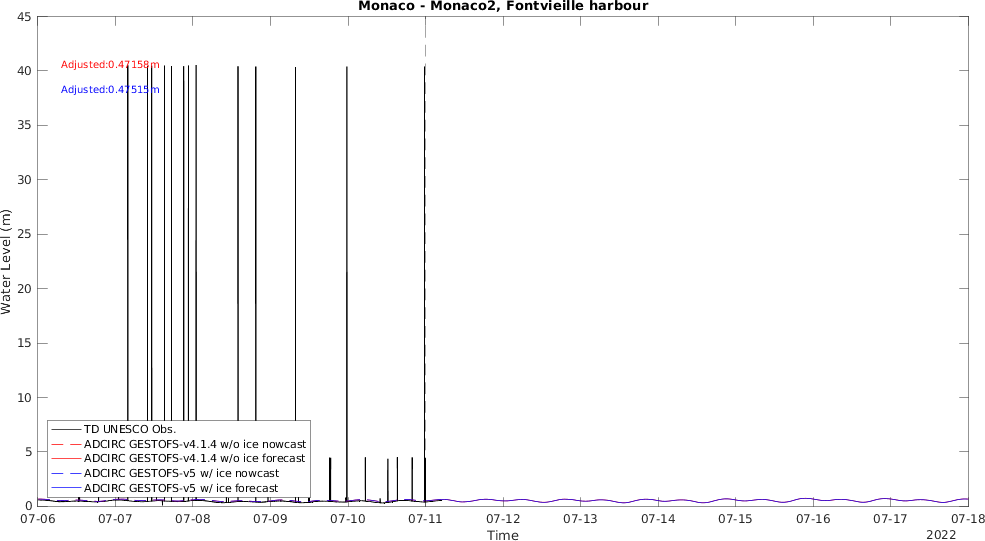 Monaco - Monaco2, Fontvieille harbour
45
40
35
30
25
20
15
10
5
0
Water Level (m)
Adjusted:0.47158m
Adjusted:0.47515m
TD UNESCO Obs.
ADCIRC GESTOFS-v4.1.4 w/o ice nowcast
ADCIRC GESTOFS-v4.1.4 w/o ice forecast
ADCIRC GESTOFS-v5 w/ ice nowcast
ADCIRC GESTOFS-v5 w/ ice forecast
07-06 07-07 07-08 07-09 07-10 07-11 07-12 07-13 07-14 07-15 07-16 07-17 07-18
Time
2022